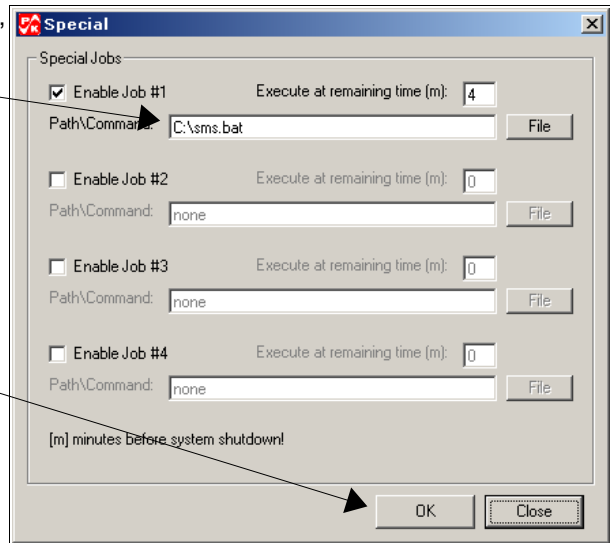 ,
Special
Special Jobs
Enable Job #1 Execute at remaining time (m): 4
Path\Command: C:\sms.bat File
Enable Job #2 Execute at remaining time (m): 0
Path\Command: none File
Enable Job #3 Execute at remaining time (m): 0
Path\Command: none File
Enable Job #4 Execute at remaining time (m): 0
Path\Command: none File
[m] minutes before system shutdown!
OK Close